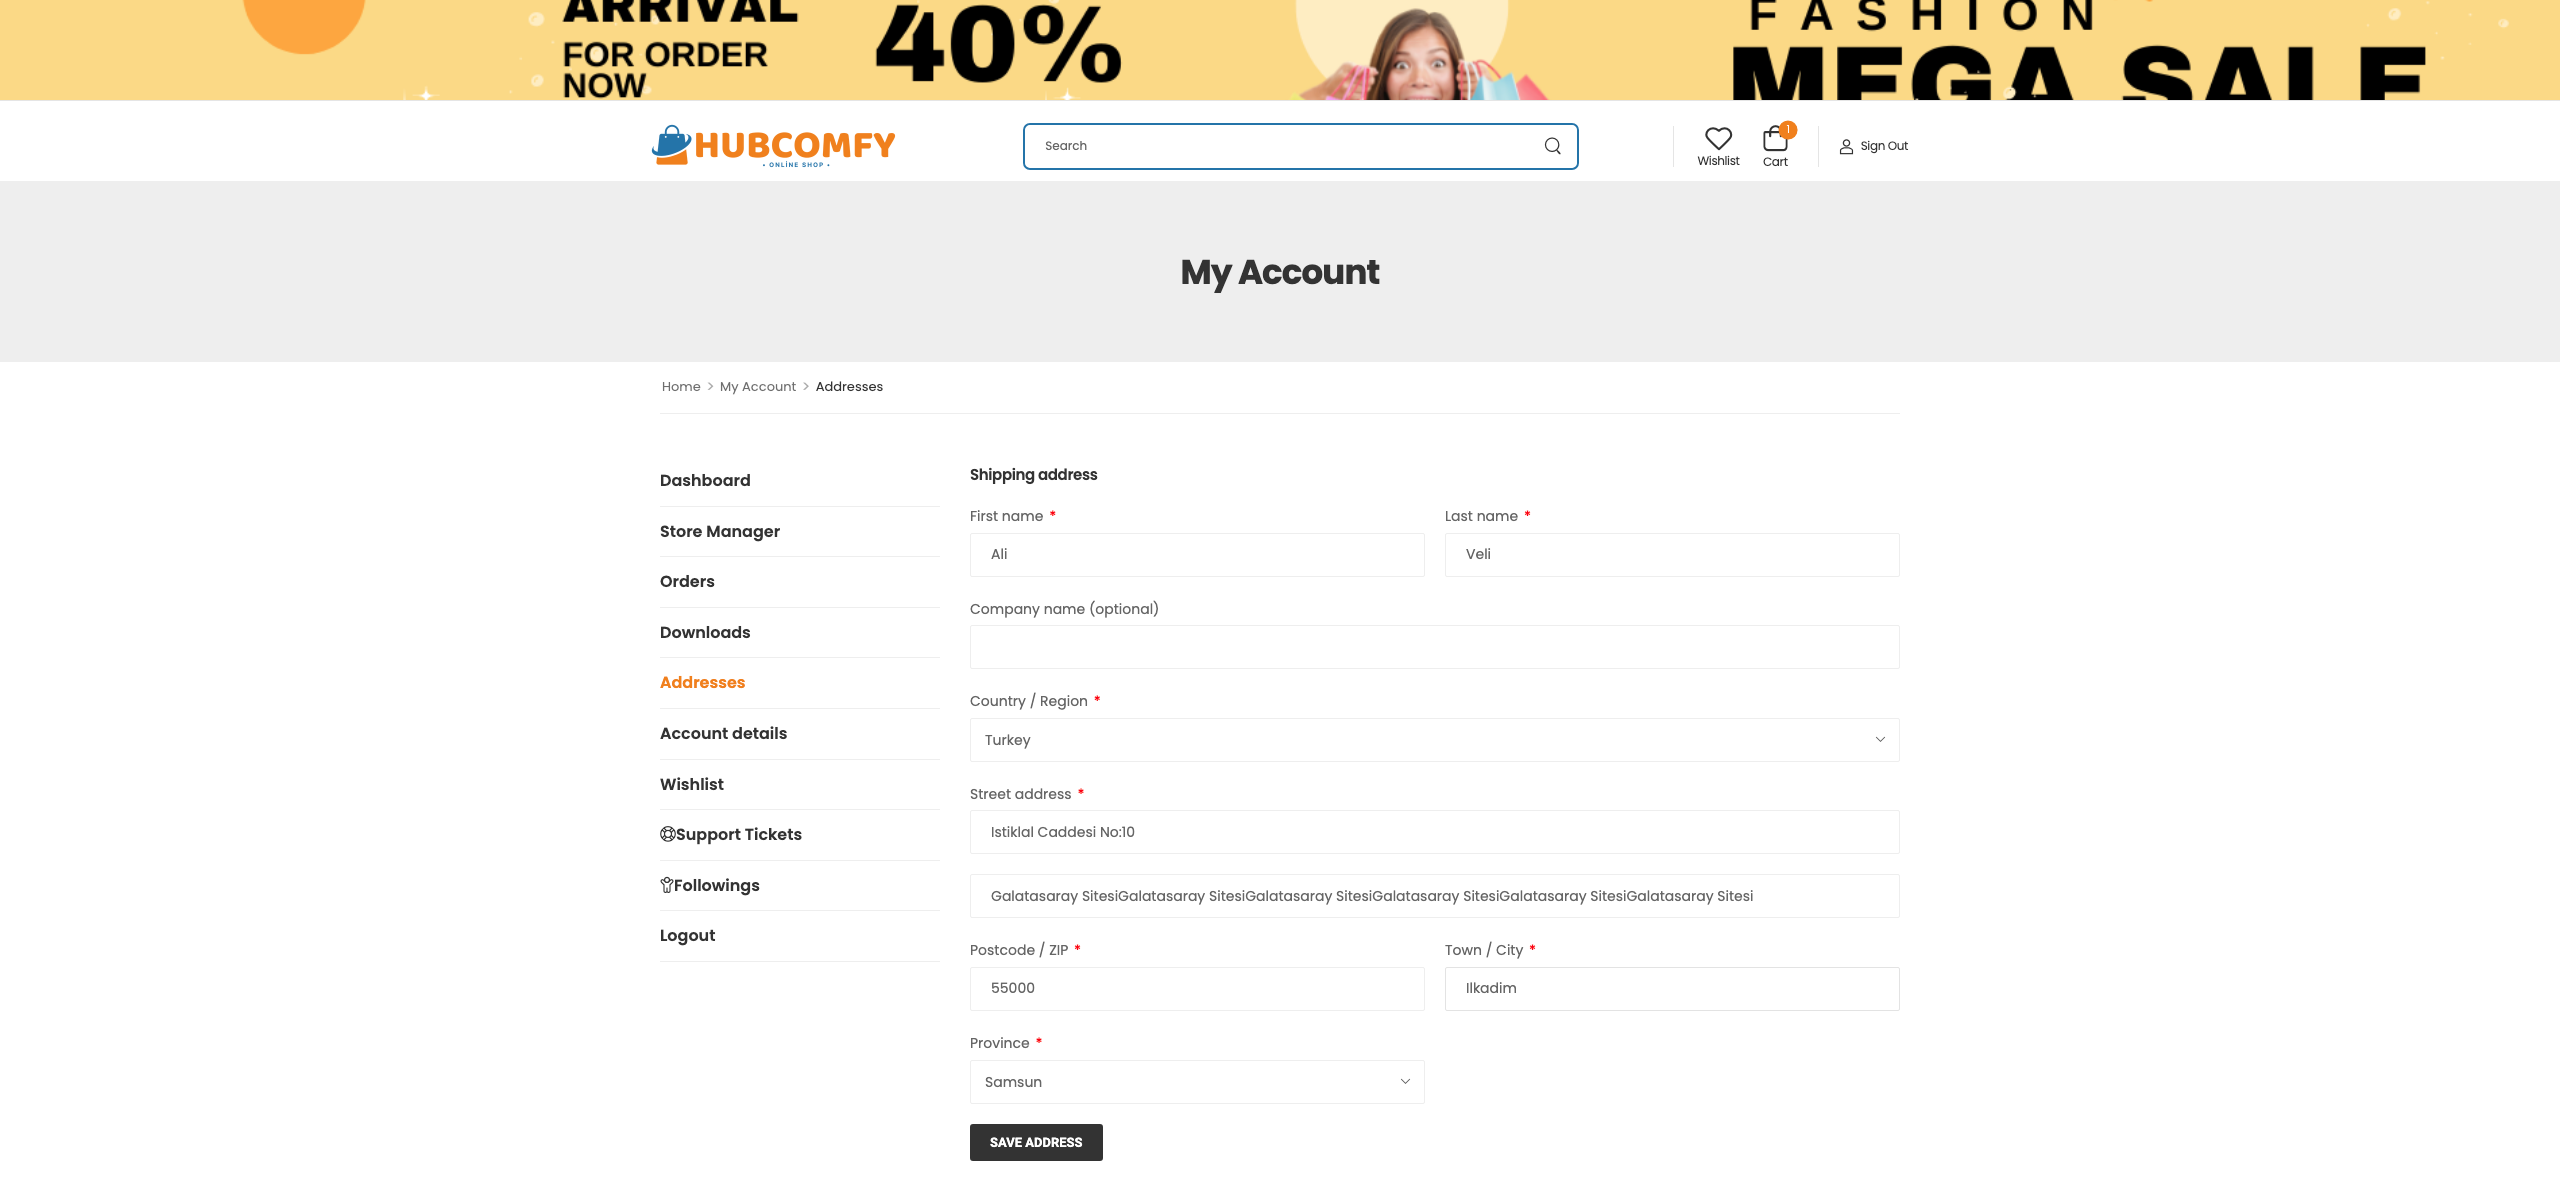 ARRIVAL
FOR ORDER
NOW
40%
FASHION
MEGA SALE
HUBCOMFY
• ONLİNE SHOP •
Search
Wishlist
1
Cart
Sign Out
My Account
Home > My Account > Addresses
Dashboard
Store Manager
Orders
Downloads
Addresses
Account details
Wishlist
Support Tickets
Followings
Logout
Shipping address
First name *
Last name *
Ali
Veli
Company name (optional)
Country / Region *
Turkey
Street address *
Istiklal Caddesi No:10
Galatasaray SitesiGalatasaray SitesiGalatasaray SitesiGalatasaray SitesiGalatasaray SitesiGalatasaray Sitesi
Postcode / ZIP *
Town / City *
55000
Ilkadim
Province *
Samsun
SAVE ADDRESS